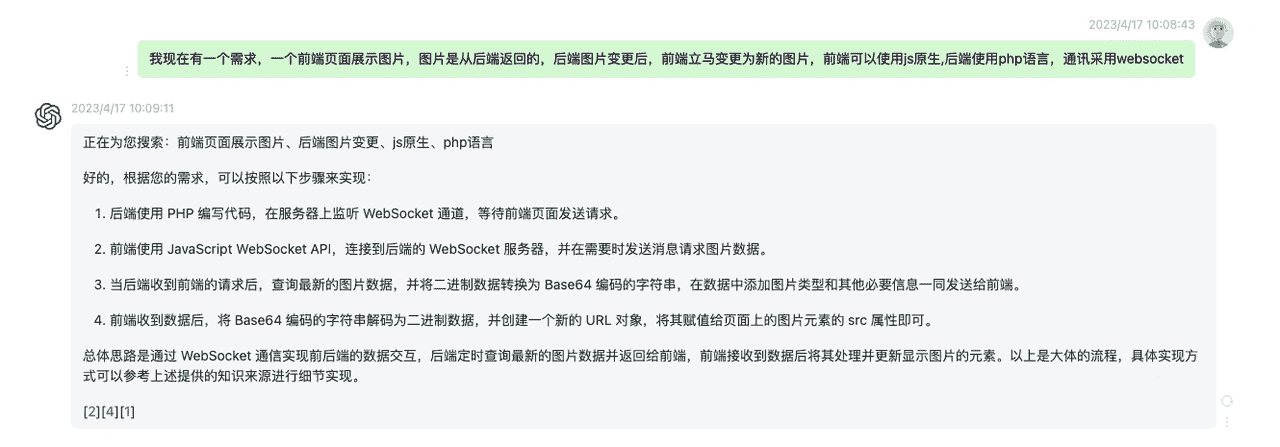 2023/4/17 10:08:43
我现在有一个需求，一个前端页面展示图片，图片是从后端返回的，后端图片变更后，前端立马变更为新的图片，前端可以使用js原生,后端使用php语言，通讯采用websocket
2023/4/17 10:09:11
正在为您搜索：前端页面展示图片、后端图片变更、js原生、php语言
好的，根据您的需求，可以按照以下步骤来实现：
1. 后端使用 PHP 编写代码，在服务器上监听 WebSocket 通道，等待前端页面发送请求。
2. 前端使用 JavaScript WebSocket API，连接到后端的 WebSocket 服务器，并在需要时发送消息请求图片数据。
3. 当后端收到前端的请求后，查询最新的图片数据，并将二进制数据转换为 Base64 编码的字符串，在数据中添加图片类型和其他必要信息一同发送给前端。
4. 前端收到数据后，将 Base64 编码的字符串解码为二进制数据，并创建一个新的 URL 对象，将其赋值给页面上的图片元素的 src 属性即可。
总体思路是通过 WebSocket 通信实现前后端的数据交互，后端定时查询最新的图片数据并返回给前端，前端接收到数据后将其处理并更新显示图片的元素。以上是大体的流程，具体实现方
式可以参考上述提供的知识来源进行细节实现。
[2][4][1]